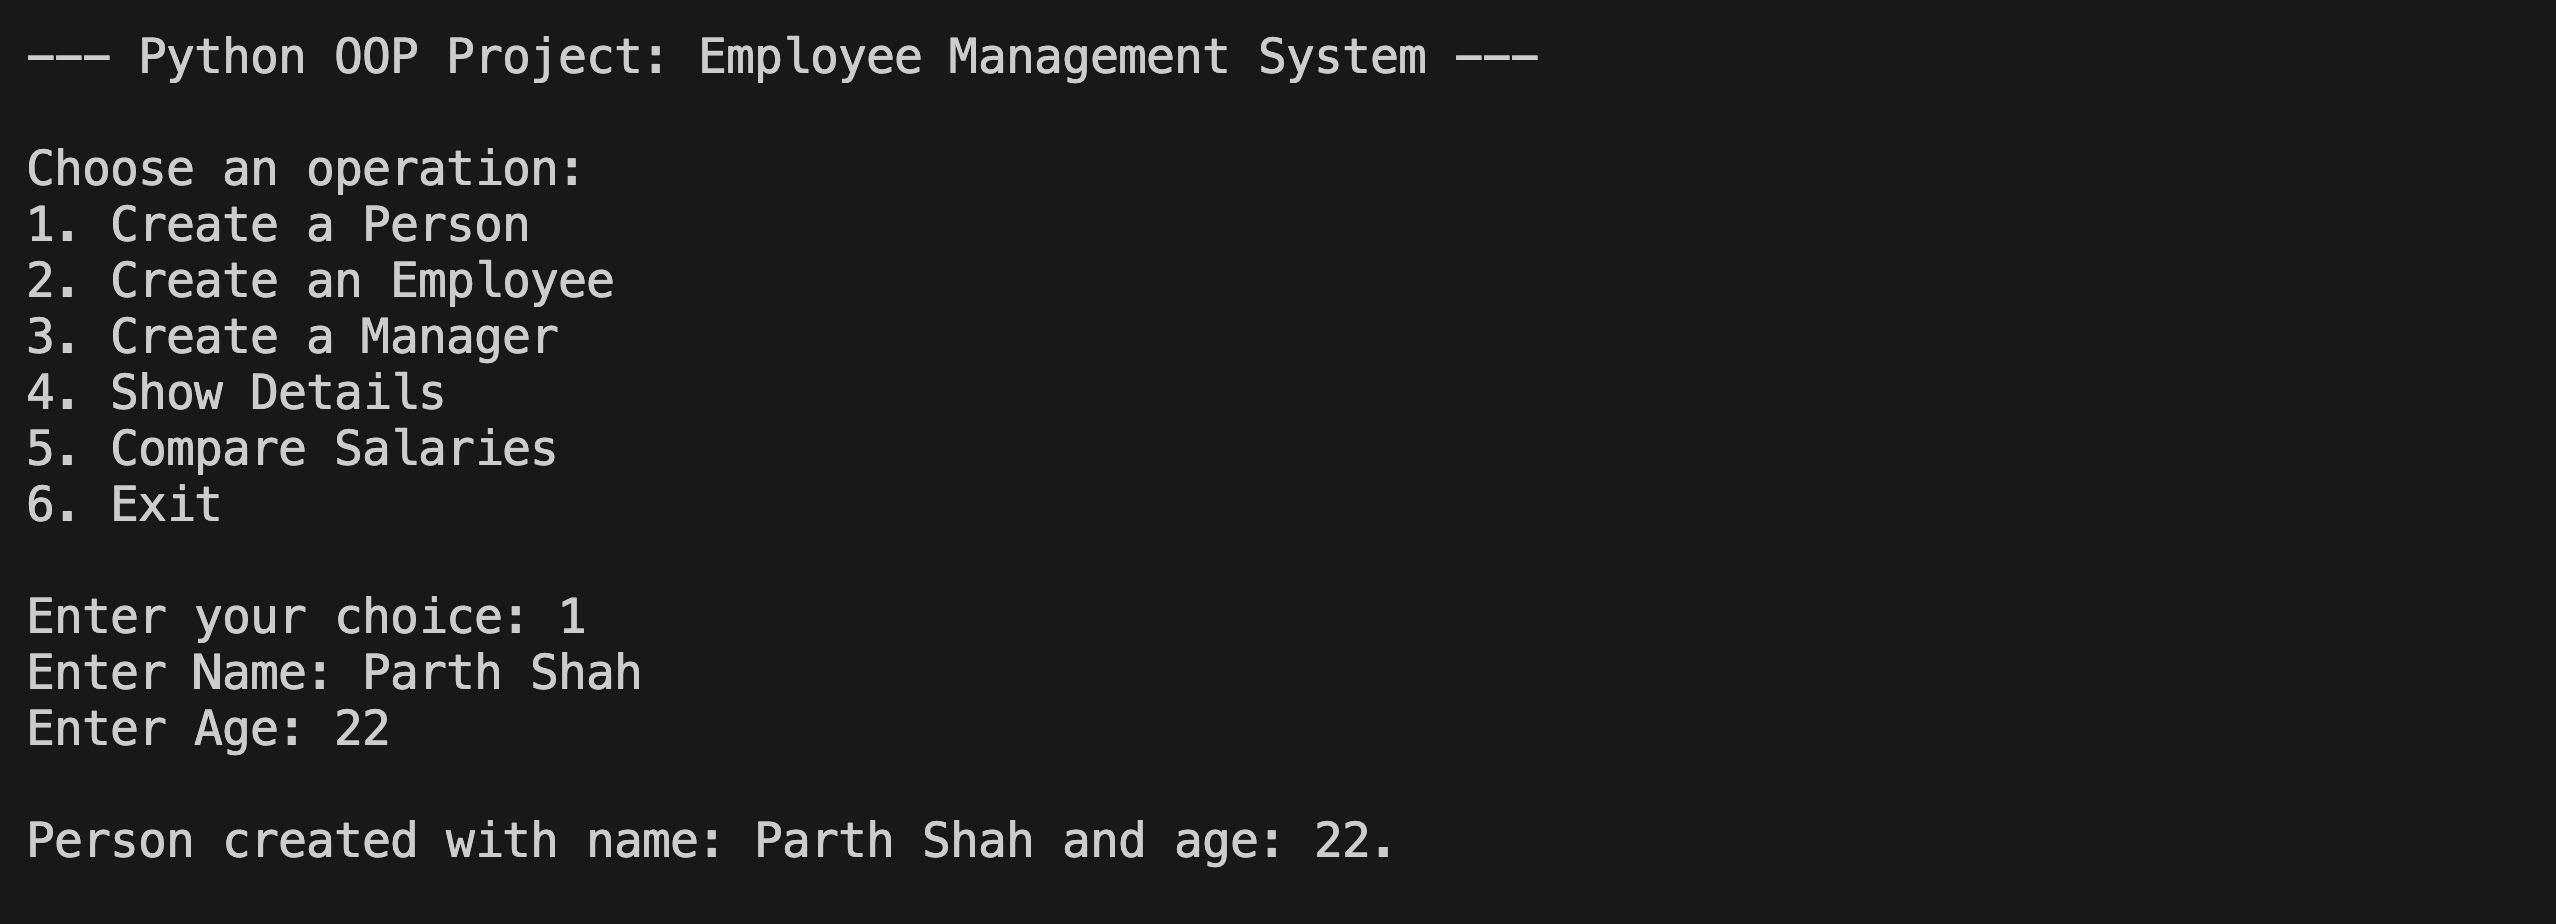 --- Python OOP Project: Employee Management System ---
Choose an operation:
1. Create a Person
2. Create an Employee
3. Create a Manager
4. Show Details
5. Compare Salaries
6. Exit
Enter your choice: 1
Enter Name: Parth Shah
Enter Age: 22
Person created with name: Parth Shah and age: 22.